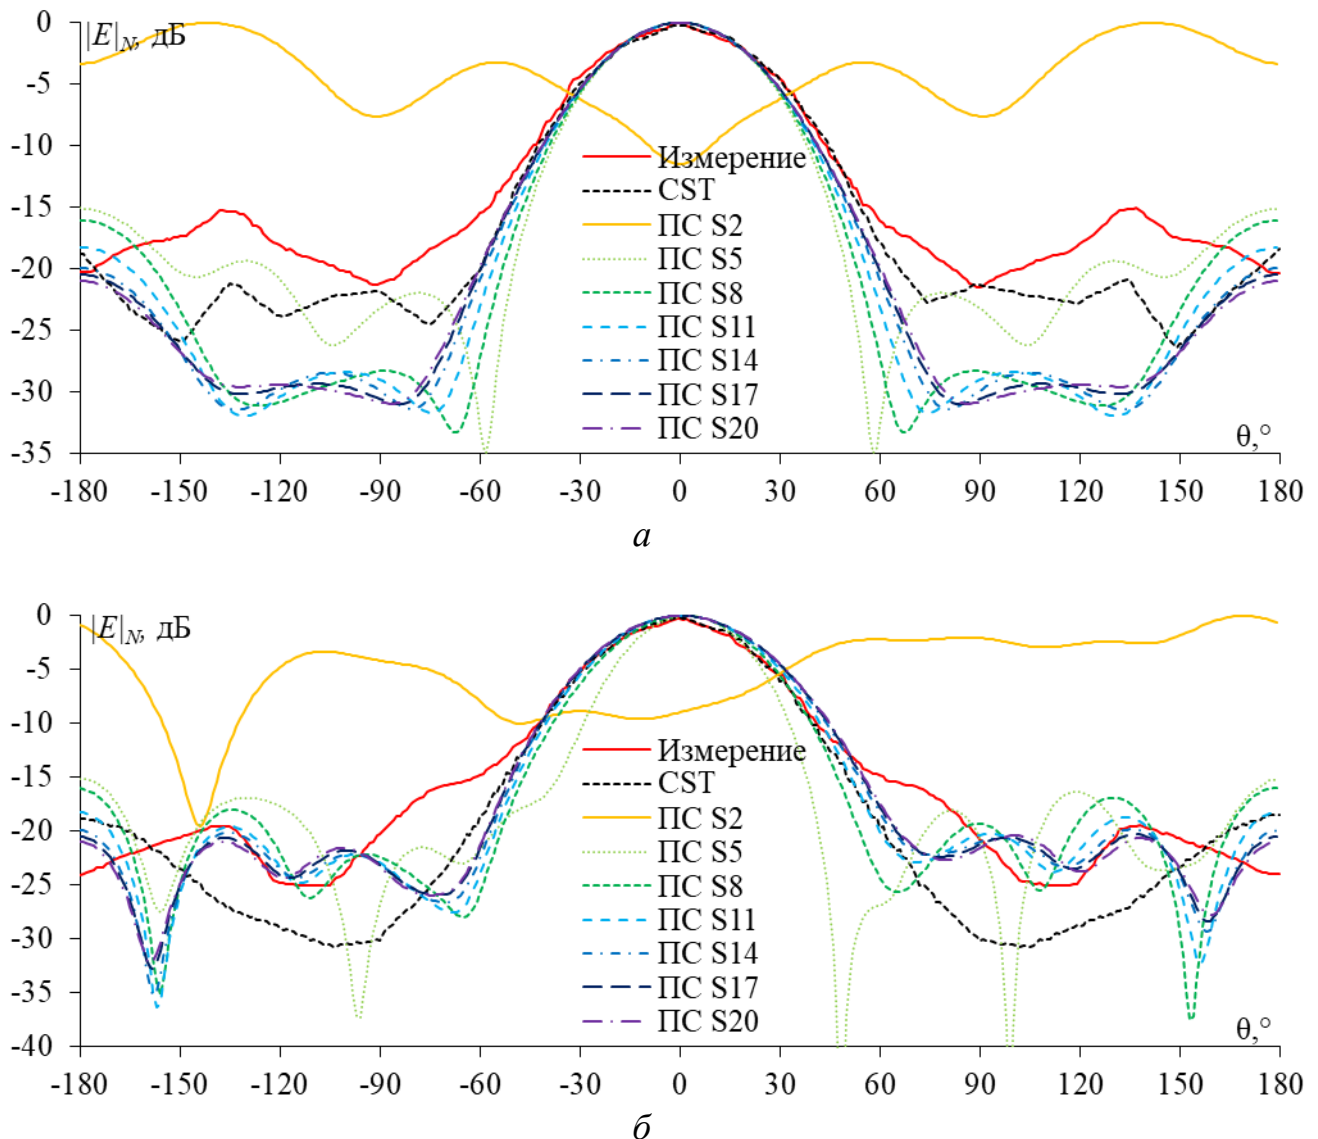 0
|E|N, дБ
-5
-10
-15
-20
-25
-30
-35
Измерение
CST
ПС S2
ПС S5
ПС S8
ПС S11
ПС S14
ПС S17
ПС S20
θ,°
-180 -150 -120 -90 -60 -30 0 30 60 90 120 150 180
а
0
|E|N, дБ
-5
-10
-15
-20
-25
-30
-35
-40
Измерение
CST
ПС S2
ПС S5
ПС S8
ПС S11
ПС S14
ПС S17
ПС S20
θ,°
-180 -150 -120 -90 -60 -30 0 30 60 90 120 150 180
б